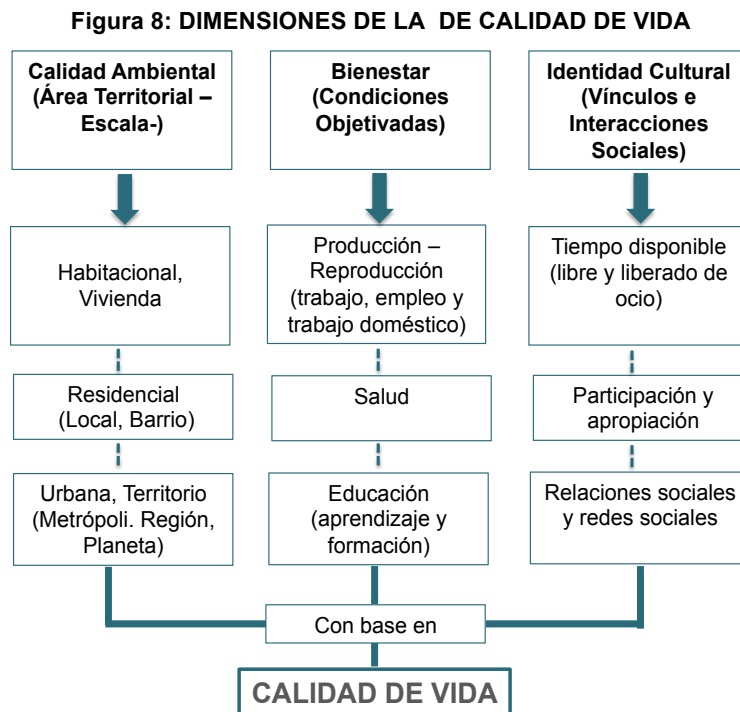 Figura 8: DIMENSIONES DE LA DE CALIDAD DE VIDA
Calidad Ambiental
(Área Territorial –
Escala-)
Bienestar
(Condiciones
Objetivadas)
Identidad Cultural
(Vínculos e
Interacciones
Sociales)
Habitacional,
Vivienda
Producción –
Reproducción
(trabajo, empleo y
trabajo doméstico)
Tiempo disponible
(libre y liberado de
ocio)
Residencial
(Local, Barrio)
Salud
Participación y
apropiación
Urbana, Territorio
(Metrópoli. Región,
Planeta)
Educación
(aprendizaje y
formación)
Relaciones sociales
y redes sociales
Con base en
CALIDAD DE VIDA